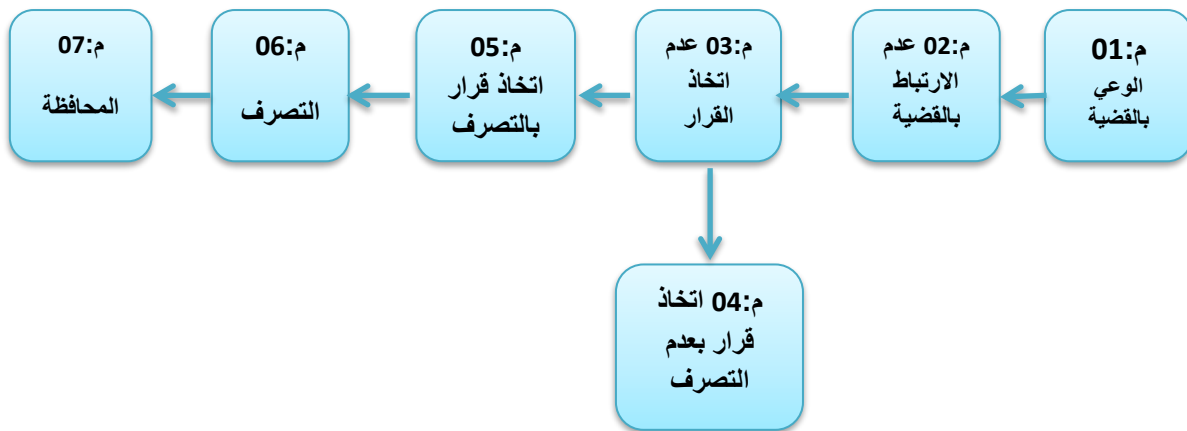 م:01
الوعي
بالقضية
م:02 عدم
الارتباط
بالقضية
م:03 عدم
اتخاذ
القرار
م:05
اتخاذ قرار
بالتصرف
م:06
التصرف
م:07
المحافظة
م:04 اتخاذ
قرار بعدم
التصرف